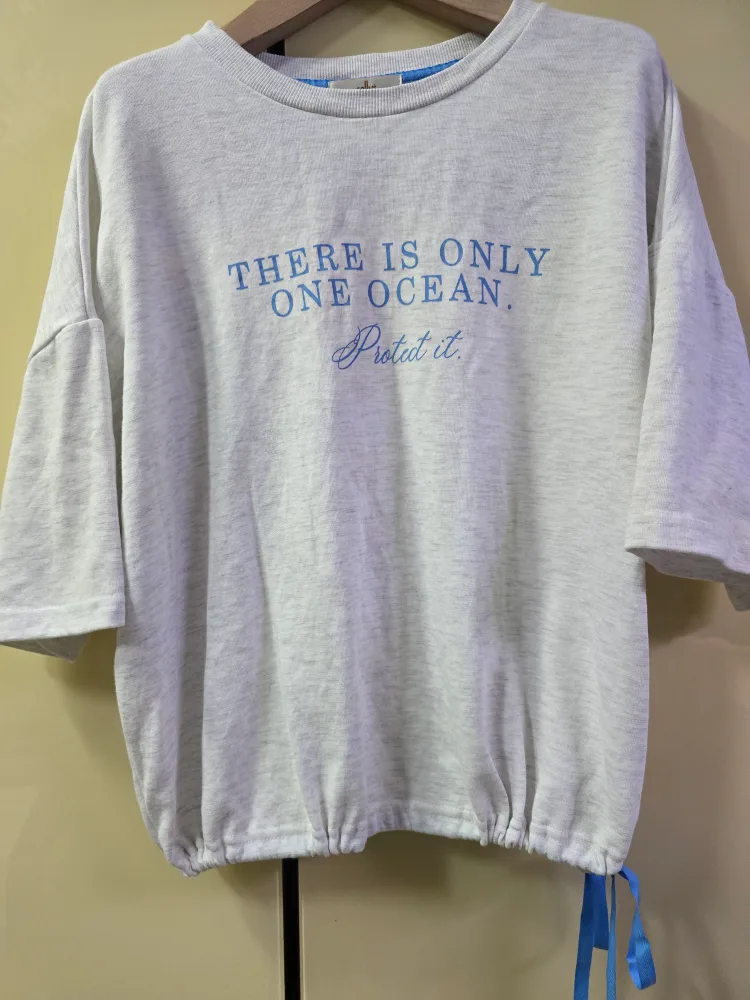 THERE IS ONLY
ONE OCEAN.
Protect it.